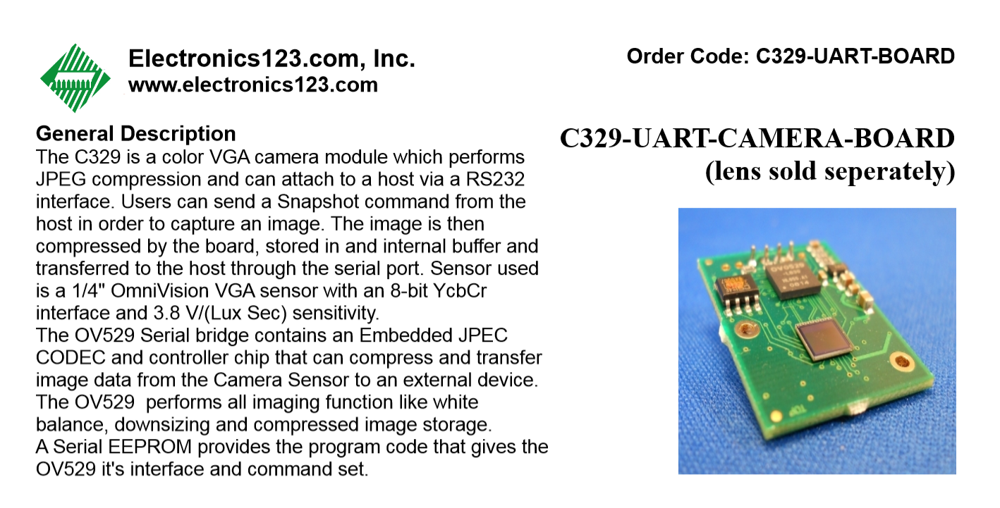 Electronics123.com, Inc.
www.electronics123.com
Order Code: C329-UART-BOARD
General Description
The C329 is a color VGA camera module which performs
JPEG compression and can attach to a host via a RS232
interface. Users can send a Snapshot command from the
host in order to capture an image. The image is then
compressed by the board, stored in and internal buffer and
transferred to the host through the serial port. Sensor used
is a 1/4" OmniVision VGA sensor with an 8-bit YcbCr
interface and 3.8 V/(Lux Sec) sensitivity.
The OV529 Serial bridge contains an Embedded JPEC
CODEC and controller chip that can compress and transfer
image data from the Camera Sensor to an external device.
The OV529  performs all imaging function like white
balance, downsizing and compressed image storage.
A Serial EEPROM provides the program code that gives the
OV529 it's interface and command set.
C329-UART-CAMERA-BOARD
(lens sold seperately)
OV0529
TOP